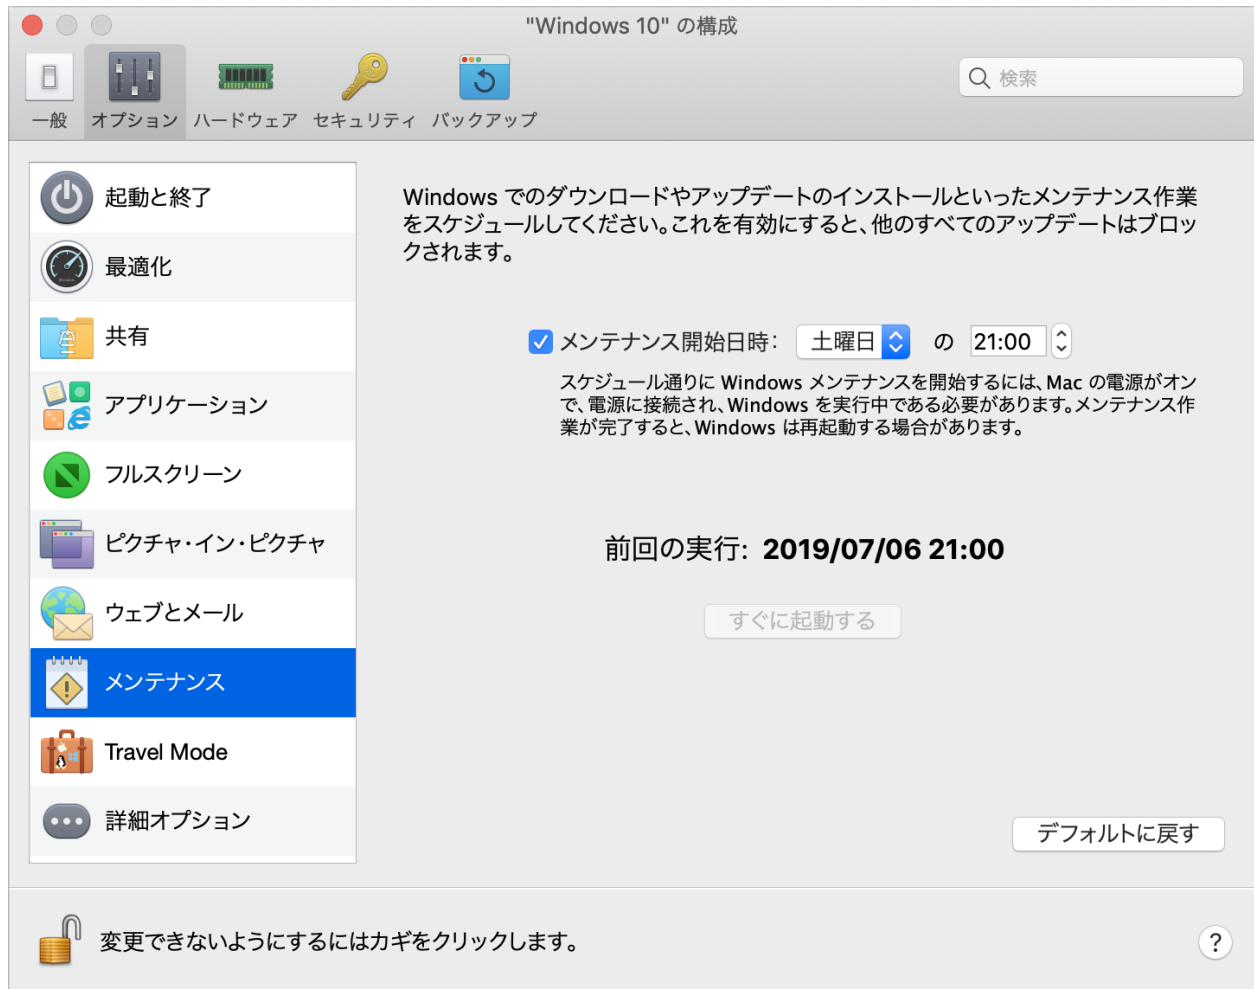 "Windows 10" の構成
一般
オプション
ハードウェア
セキュリティ
バックアップ
検索
起動と終了
最適化
共有
アプリケーション
フルスクリーン
ピクチャ・イン・ピクチャ
ウェブとメール
メンテナンス
Travel Mode
詳細オプション
Windows でのダウンロードやアップデートのインストールといったメンテナンス作業
をスケジュールしてください。これを有効にすると、他のすべてのアップデートはブロッ
クされます。
メンテナンス開始日時: 土曜日 の 21:00
スケジュール通りに Windows メンテナンスを開始するには、Mac の電源がオン
で、電源に接続され、Windows を実行中である必要があります。メンテナンス作
業が完了すると、Windows は再起動する場合があります。
前回の実行: 2019/07/06 21:00
すぐに起動する
デフォルトに戻す
変更できないようにするにはカギをクリックします。
?